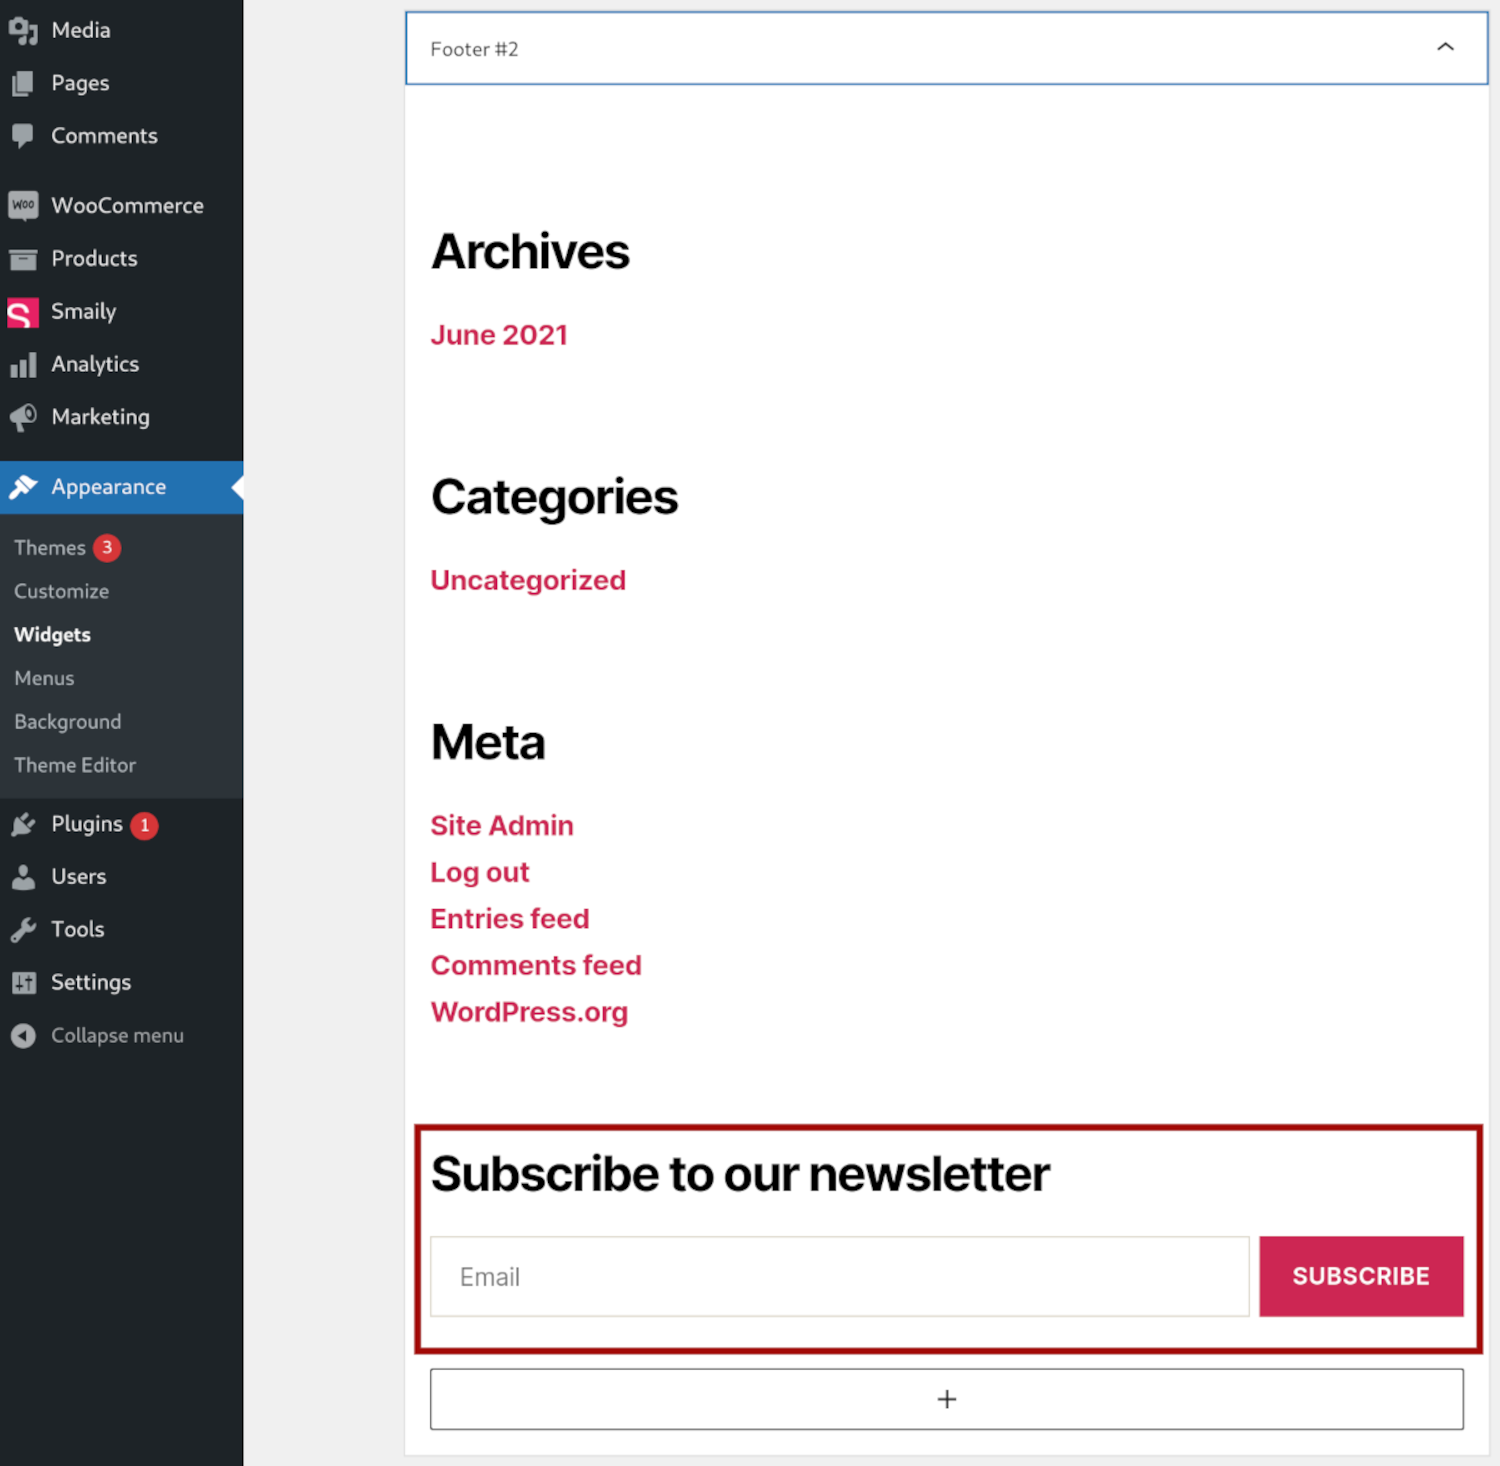 Media
Pages
Comments
Woo WooCommerce
Products
S Smaily
Analytics
Marketing
Appearance
Themes 3
Customize
Widgets
Menus
Background
Theme Editor
Plugins 1
Users
Tools
Settings
Collapse menu
Footer #2
Archives
June 2021
Categories
Uncategorized
Meta
Site Admin
Log out
Entries feed
Comments feed
WordPress.org
Subscribe to our newsletter
Email
SUBSCRIBE
+